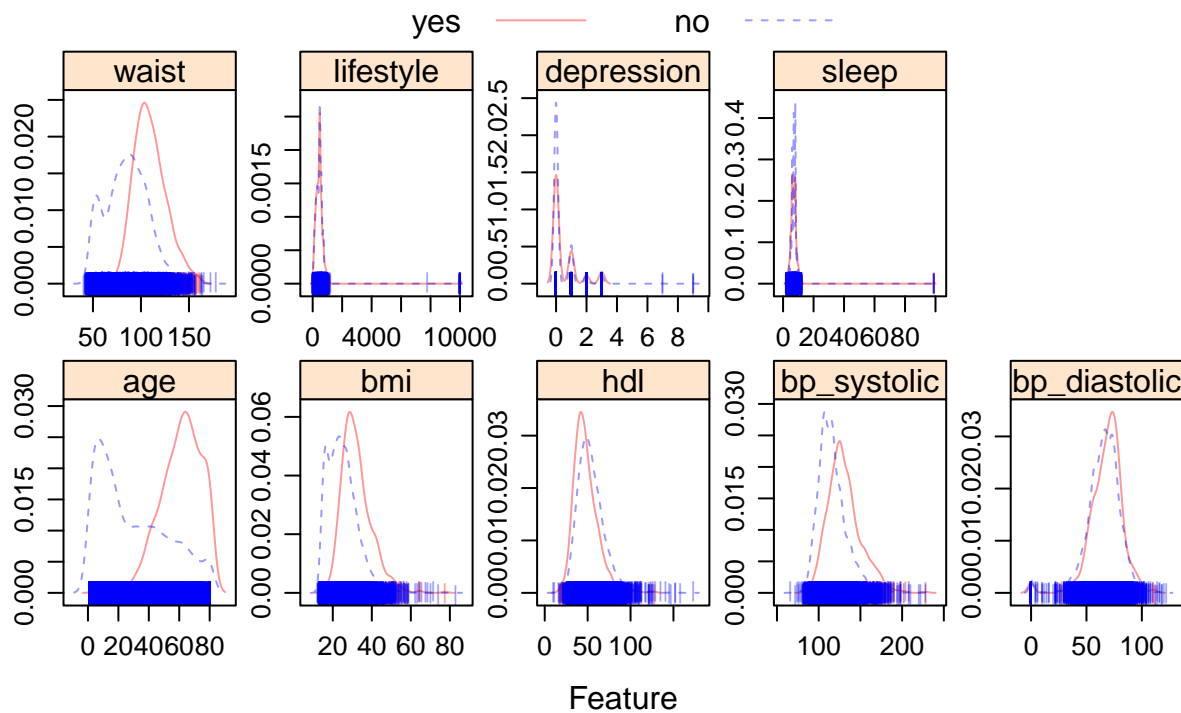 yes no
waist lifestyle depression sleep
0.000 0.010 0.020
0.0000 0.0015
0.00.51.01.52.02.5
0.00.10.20.30.4
50 100 150
0 4000 10000
0 2 4 6 8
0 20406080
age bmi hdl bp_systolic bp_diastolic
0.000 0.015 0.030
0.00 0.02 0.04 0.06
0.000.010.020.03
0.000 0.015 0.030
0.000.010.020.03
0 20406080
20 40 60 80
0 50 100
100 200
0 50 100
Feature